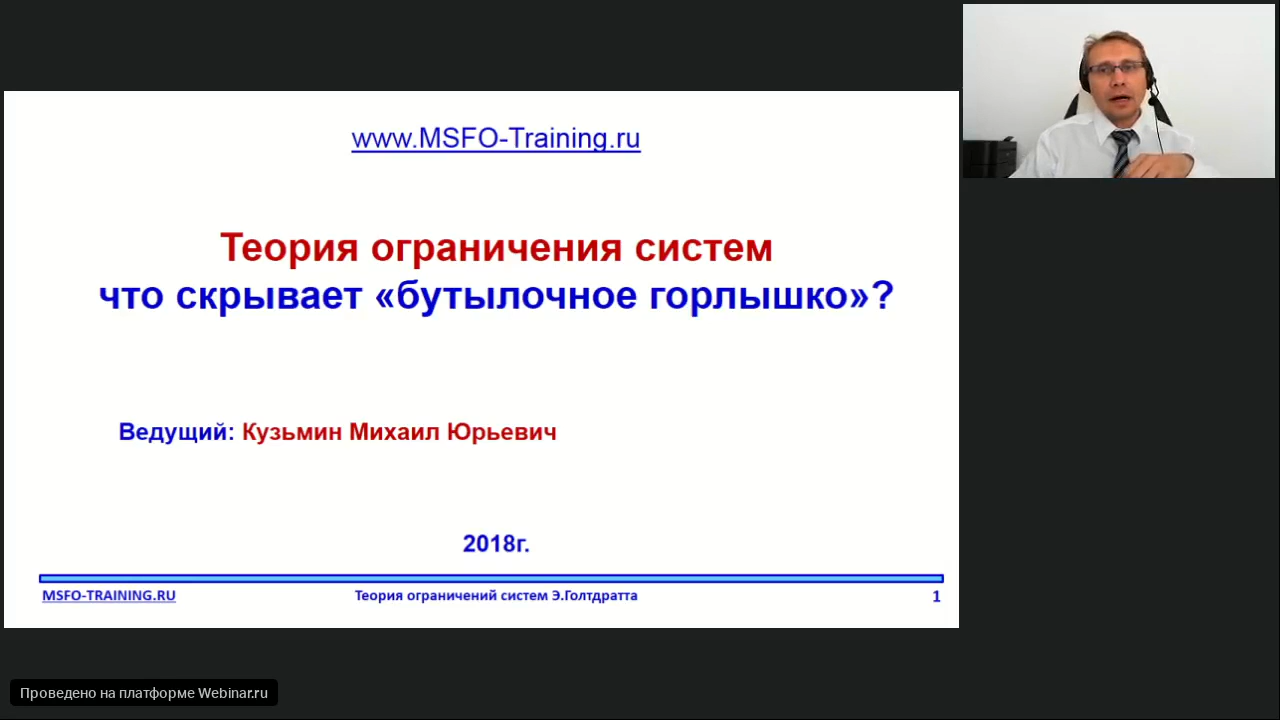 www.MSFO-Training.ru
Теория ограничения систем
что скрывает «бутылочное горлышко»?
Ведущий: Кузьмин Михаил Юрьевич
2018г.
MSFO-TRAINING.RU Теория ограничений систем Э.Голтдратта 1
Проведено на платформе Webinar.ru